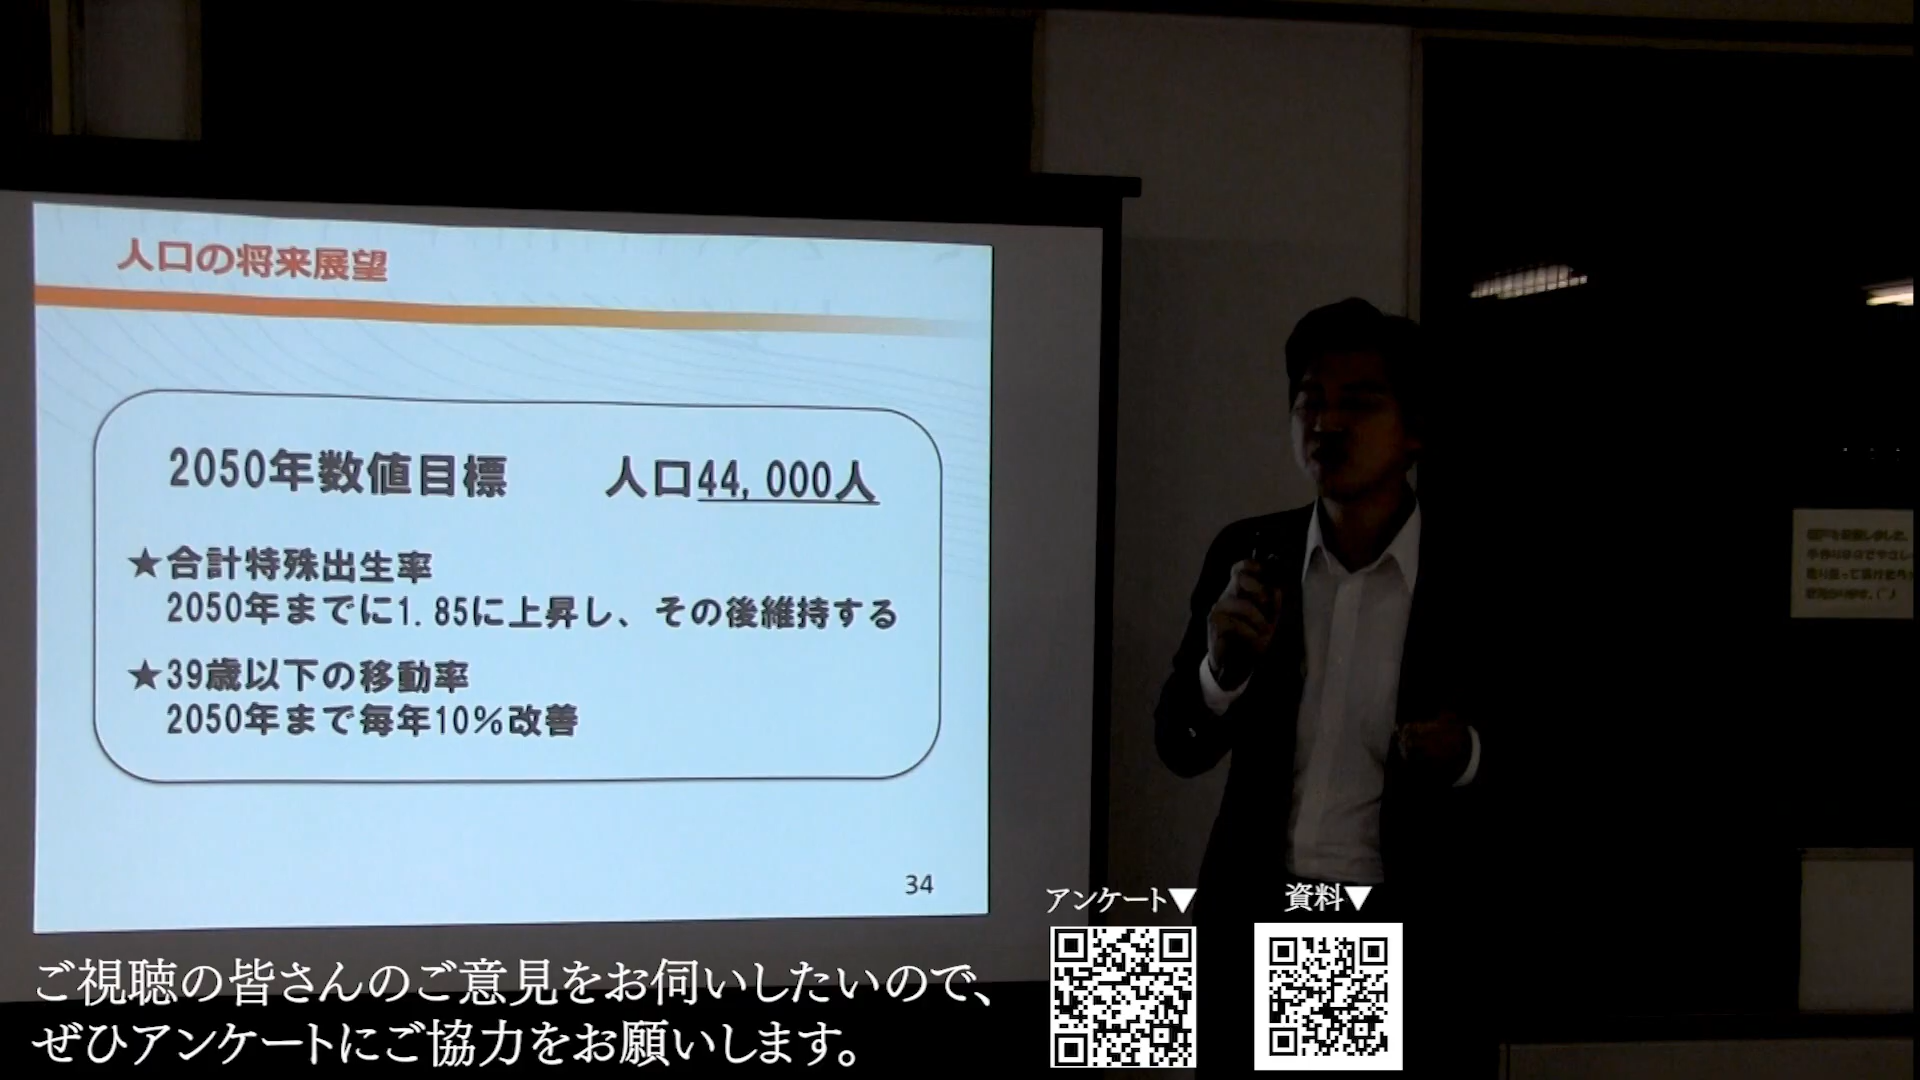 人口の将来展望
2050年数値目標　人口44,000人
★合計特殊出生率
2050年までに1.85に上昇し、その後維持する
★39歳以下の移動率
2050年まで毎年10%改善
34
アンケート▼
資料▼
ご視聴の皆さんのご意見をお伺いしたいので、
ぜひアンケートにご協力をお願いします。